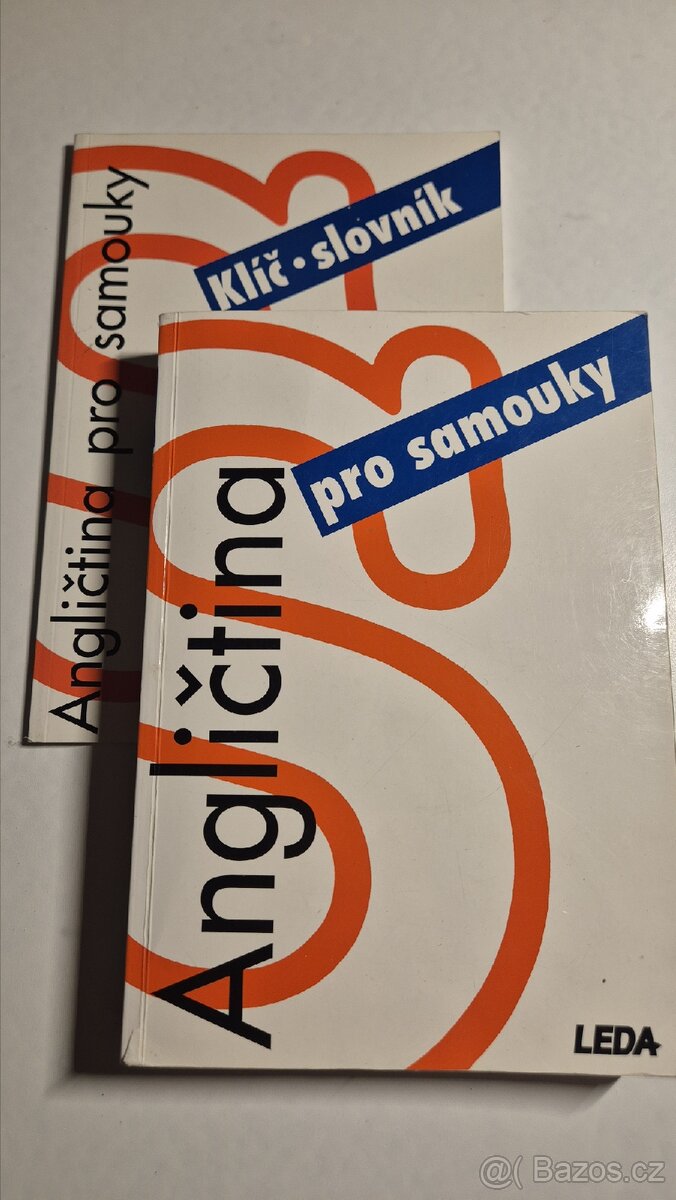 Angličtina pro samouky
Klíč • slovník
Angličtina
pro samouky
LEDA
@( Bazos.cz